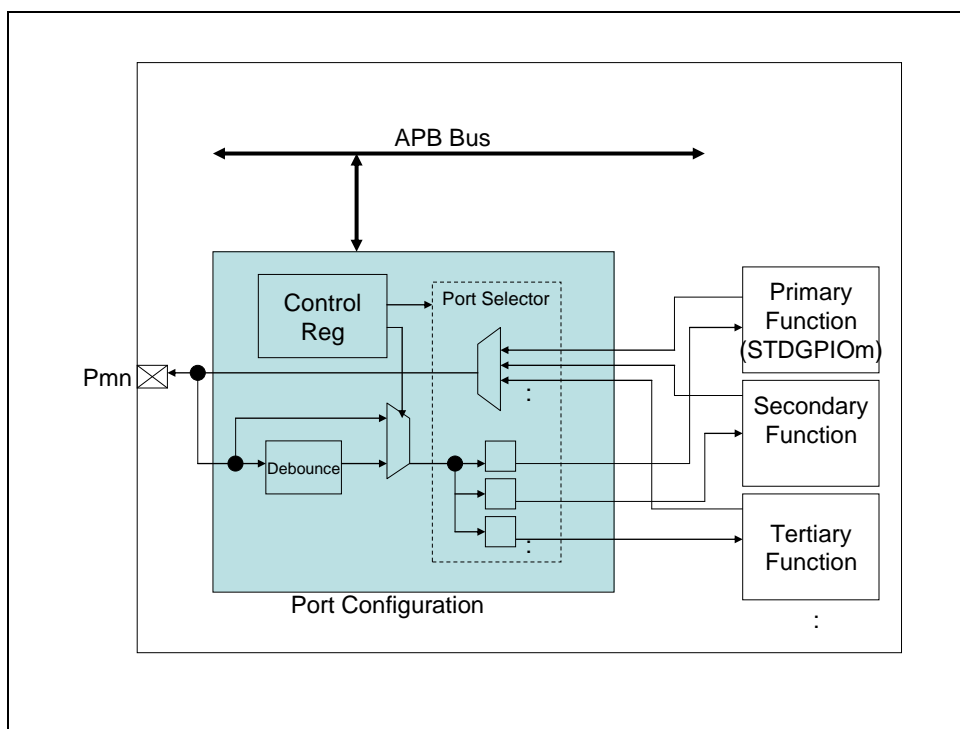 APB Bus
Control
Reg
Port Selector
:
Primary
Function
(STDGPIOm)
Pmn
Secondary
Function
Debounce
:
Tertiary
Function
Port Configuration
: